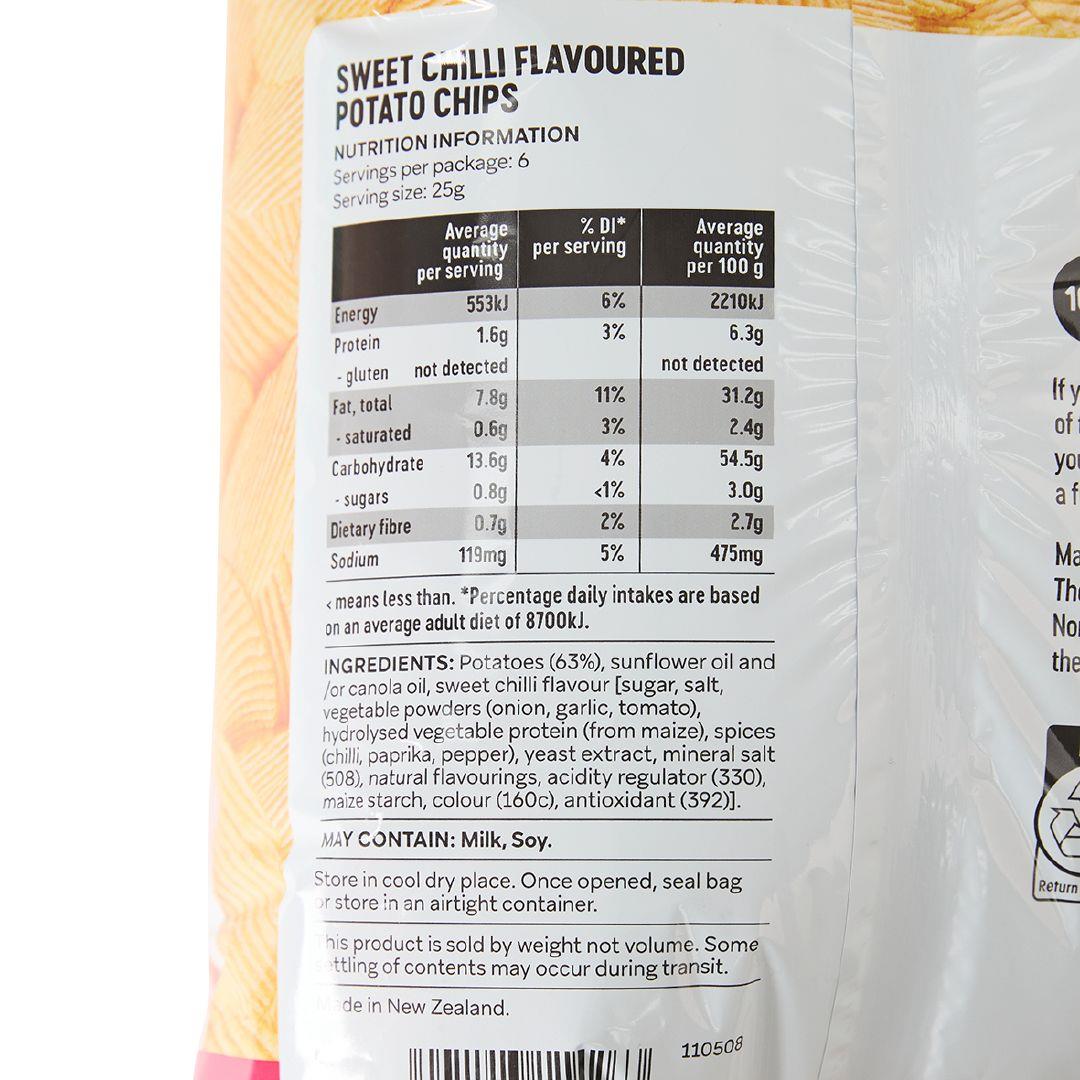 SWEET CHILLI FLAVOURED
POTATO CHIPS
NUTRITION INFORMATION
Servings per package: 6
Serving size: 25g
Average quantity per serving % DI* per serving Average quantity per 100 g
Energy 553kJ 6% 2210kJ
Protein 1.6g 3% 6.3g
- gluten not detected not detected
Fat, total 7.8g 11% 31.2g
- saturated 0.6g 3% 2.4g
Carbohydrate 13.6g 4% 54.5g
- sugars 0.8g <1% 3.0g
Dietary fibre 0.7g 2% 2.7g
Sodium 119mg 5% 475mg
< means less than. *Percentage daily intakes are based
on an average adult diet of 8700kJ.
INGREDIENTS: Potatoes (63%), sunflower oil and
/or canola oil, sweet chilli flavour [sugar, salt,
vegetable powders (onion, garlic, tomato),
hydrolysed vegetable protein (from maize), spices
(chilli, paprika, pepper), yeast extract, mineral salt
(508), natural flavourings, acidity regulator (330),
maize starch, colour (160c), antioxidant (392)].
MAY CONTAIN: Milk, Soy.
Store in cool dry place. Once opened, seal bag
or store in an airtight container.
This product is sold by weight not volume. Some
settling of contents may occur during transit.
Made in New Zealand.
110508
If
of
a
Return